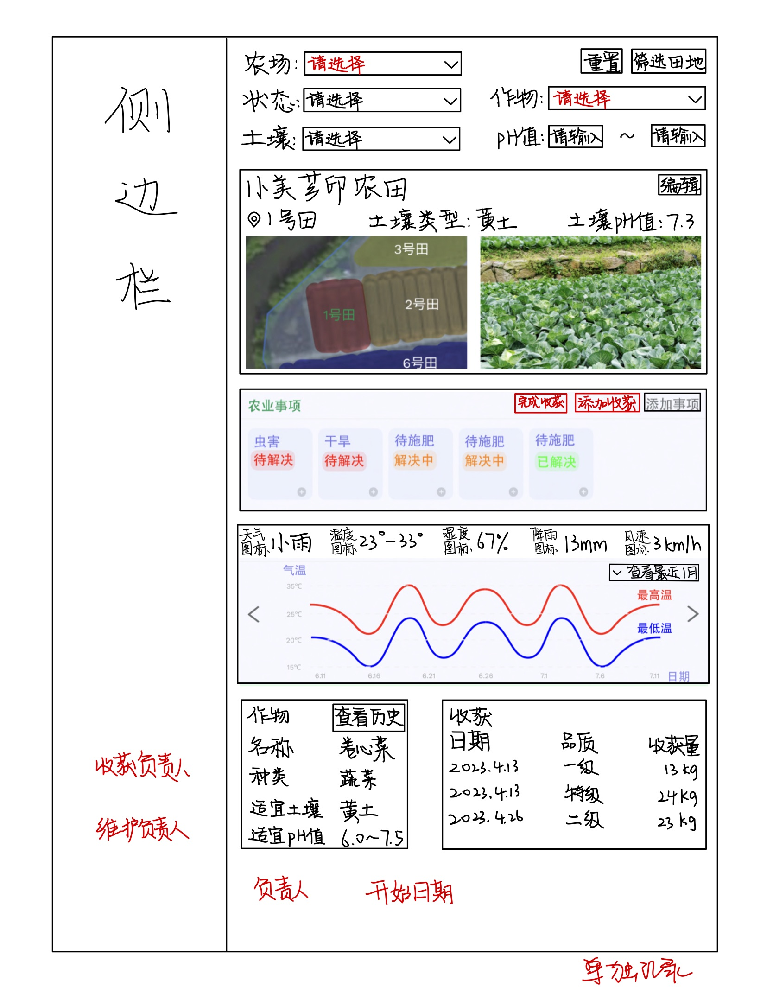 侧
边
栏
农场: 请选择
重置 筛选田地
状态: 请选择
作物: 请选择
土壤: 请选择
pH值: 请输入 ~ 请输入
小美芝印农田
编辑
1号田 土壤类型: 黄土 土壤pH值: 7.3
3号田
2号田
1号田
6号田
农业事项
完成收获 添加收获 添加事项
虫害 干旱 待施肥 待施肥 待施肥
待解决 待解决 解决中 解决中 已解决
天气图标 小雨 温度图标 23°-33° 湿度图标 67% 降雨图标 13mm 风速图标 3km/h
气温
查看最近1月
35℃
最高温
25℃
最低温
20℃
15℃
6.11 6.16 6.21 6.26 7.1 7.6 7.11 日期
作物 查看历史
名称 卷心菜
种类 蔬菜
适宜土壤 黄土
适宜pH值 6.0~7.5
收获
日期 品质 收获量
2023.4.13 一级 13kg
2023.4.13 特级 24kg
2023.4.26 二级 23kg
收获负责人
维护负责人
负责人 开始日期